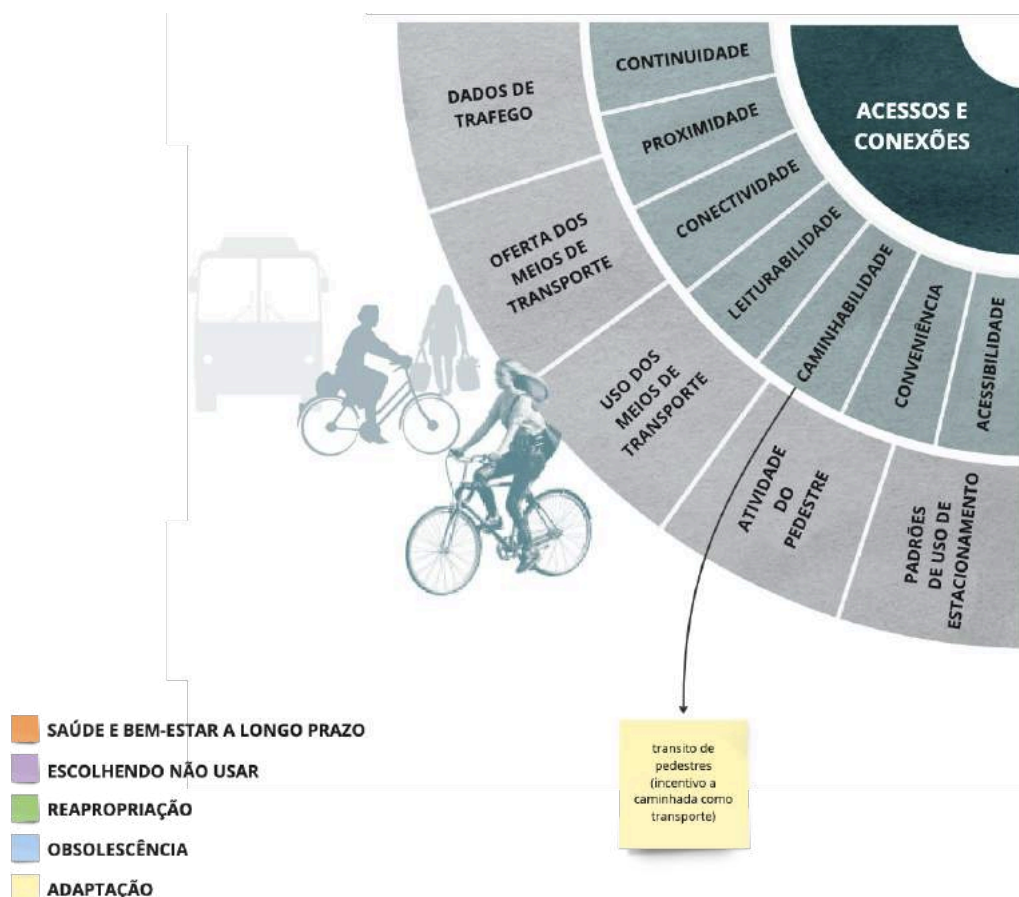 CONTINUIDADE
PROXIMIDADE
CONECTIVIDADE
LEITURABILIDADE
CAMINHABILIDADE
CONVENIÊNCIA
ACESSIBILIDADE
ACESSOS E
CONEXÕES
DADOS DE
TRAFEGO
OFERTA DOS
MEIOS DE
TRANSPORTE
USO DOS
MEIOS DE
TRANSPORTE
ATIVIDADE
DO
PEDESTRE
PADRÕES
DE USO DE
ESTACIONAMENTO
SAÚDE E BEM-ESTAR A LONGO PRAZO
ESCOLHENDO NÃO USAR
REAPROPRIAÇÃO
OBSOLESCÊNCIA
ADAPTAÇÃO
transito de
pedestres
(incentivo a
caminhada como
transporte)